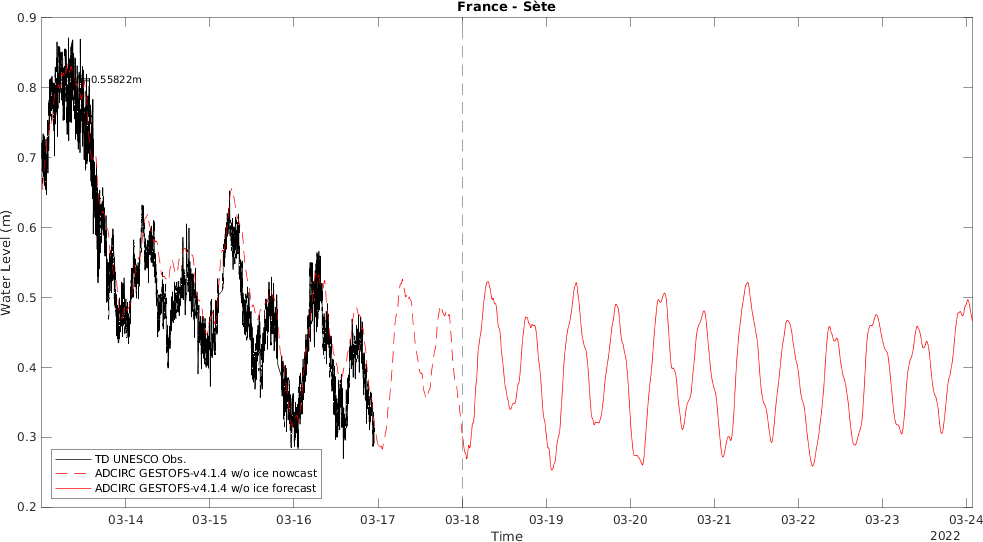 France - Sète
0.9
0.8
0.7
0.6
0.5
0.4
0.3
0.2
Water Level (m)
+0.55822m
TD UNESCO Obs.
ADCIRC GESTOFS-v4.1.4 w/o ice nowcast
ADCIRC GESTOFS-v4.1.4 w/o ice forecast
03-14 03-15 03-16 03-17 03-18 03-19 03-20 03-21 03-22 03-23 03-24
Time
2022